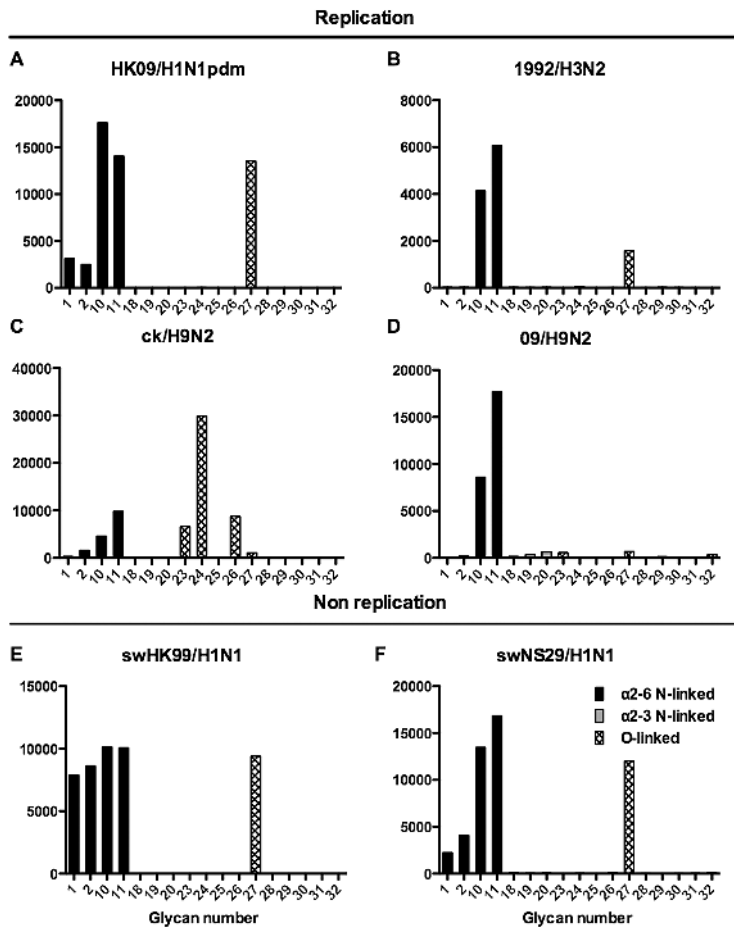 Replication
A
HK09/H1N1pdm
20000
15000
10000
5000
0
1 2 10 11 18 19 20 23 24 25 26 27 28 29 30 31 32
B
1992/H3N2
8000
6000
4000
2000
0
1 2 10 11 18 19 20 23 24 25 26 27 28 29 30 31 32
C
ck/H9N2
40000
30000
20000
10000
0
1 2 10 11 18 19 20 23 24 25 26 27 28 29 30 31 32
D
09/H9N2
20000
15000
10000
5000
0
1 2 10 11 18 19 20 23 24 25 26 27 28 29 30 31 32
Non replication
E
swHK99/H1N1
15000
10000
5000
0
1 2 10 11 18 19 20 23 24 25 26 27 28 29 30 31 32
Glycan number
F
swNS29/H1N1
20000
15000
10000
5000
0
α2-6 N-linked
α2-3 N-linked
O-linked
1 2 10 11 18 19 20 23 24 25 26 27 28 29 30 31 32
Glycan number